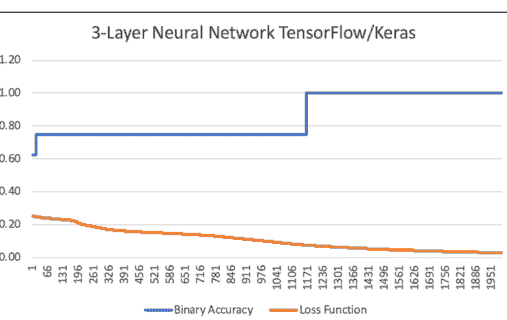 3-Layer Neural Network TensorFlow/Keras
1.20
1.00
0.80
0.60
0.40
0.20
0.00
1 66 131 196 261 326 391 456 521 586 651 716 781 846 911 976 1041 1106 1171 1236 1301 1366 1431 1496 1561 1626 1691 1756 1821 1886 1951
Binary Accuracy Loss Function